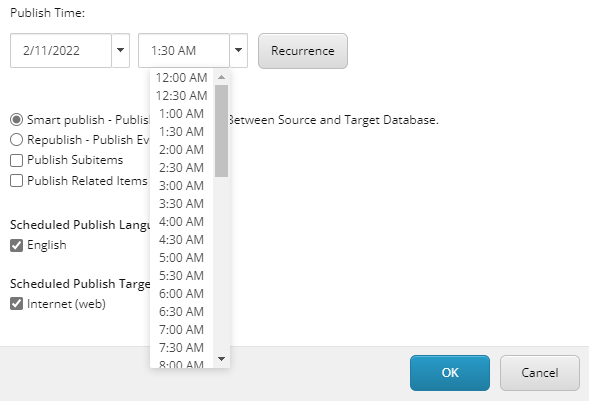 Publish Time:
2/11/2022
1:30 AM
Recurrence
12:00 AM
12:30 AM
1:00 AM
1:30 AM
2:00 AM
2:30 AM
3:00 AM
3:30 AM
4:00 AM
4:30 AM
5:00 AM
5:30 AM
6:00 AM
6:30 AM
7:00 AM
7:30 AM
8:00 AM
Smart publish - Publis Between Source and Target Database.
Republish - Publish Ev
Publish Subitems
Publish Related Items
Scheduled Publish Langu
English
Scheduled Publish Targe
Internet (web)
OK
Cancel